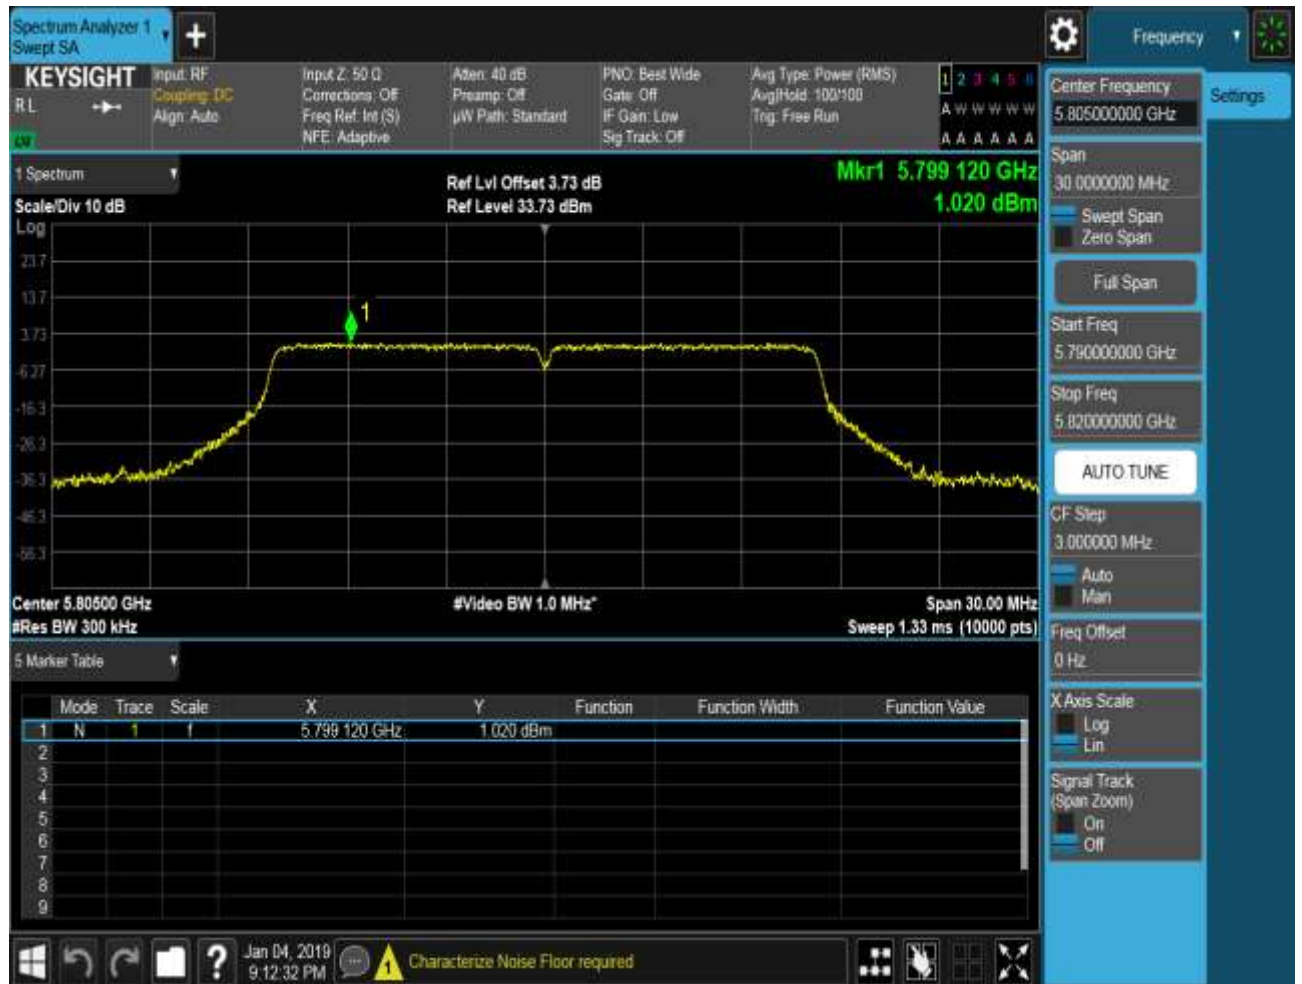 Spectrum Analyzer 1
Swept SA
+
Frequency
KEYSIGHT
RL
LXI
Input: RF
Coupling: DC
Align: Auto
Input Z: 50 Ω
Corrections: Off
Freq Ref: Int (S)
NFE: Adaptive
Atten: 40 dB
Preamp: Off
µW Path: Standard
PNO: Best Wide
Gate: Off
IF Gain: Low
Sig Track: Off
Avg Type: Power (RMS)
Avg|Hold: 100/100
Trig: Free Run
1 2 3 4 5 6
A W W W W W
A A A A A A
1 Spectrum
Scale/Div 10 dB
Ref Lvl Offset 3.73 dB
Ref Level 33.73 dBm
Mkr1 5.799 120 GHz
1.020 dBm
Log
23.7
13.7
3.73
-6.27
-16.3
-26.3
-36.3
-46.3
-56.3
1
Center 5.80500 GHz
#Res BW 300 kHz
#Video BW 1.0 MHz*
Span 30.00 MHz
Sweep 1.33 ms (10000 pts)
5 Marker Table
Mode Trace Scale X Y Function Function Width Function Value
1 N 1 f 5.799 120 GHz 1.020 dBm
2
3
4
5
6
7
8
9
Center Frequency
5.805000000 GHz
Settings
Span
30.0000000 MHz
Swept Span
Zero Span
Full Span
Start Freq
5.790000000 GHz
Stop Freq
5.820000000 GHz
AUTO TUNE
CF Step
3.000000 MHz
Auto
Man
Freq Offset
0 Hz
X Axis Scale
Log
Lin
Signal Track
(Span Zoom)
On
Off
?
Jan 04, 2019
9:12:32 PM
1
Characterize Noise Floor required